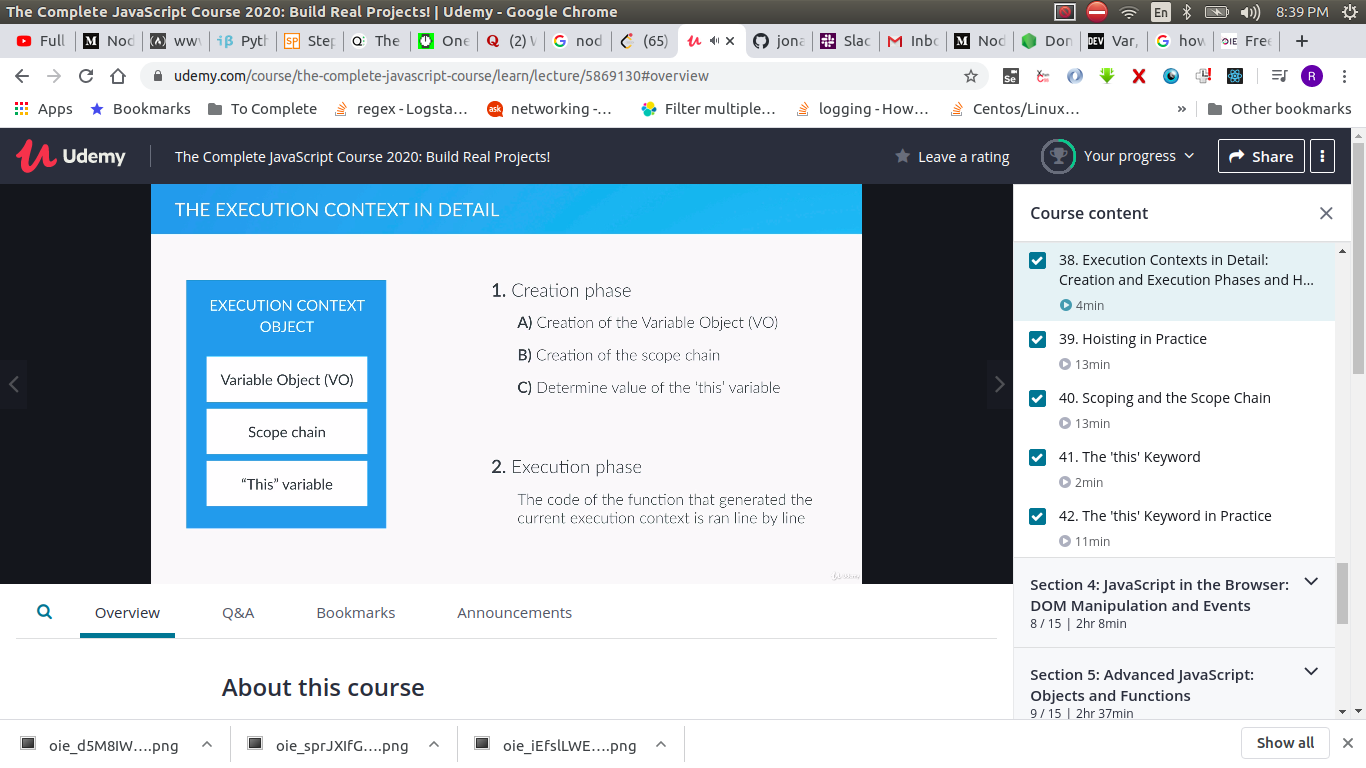 The Complete JavaScript Course 2020: Build Real Projects! | Udemy - Google Chrome
En
8:39 PM
Full
Nod
www
Pyth
Step
The
One
(2) W
nod
(65)
jona
Slac
Inbo
Nod
Don
Var,
how
Free
udemy.com/course/the-complete-javascript-course/learn/lecture/5869130#overview
R
Apps
Bookmarks
To Complete
regex - Logsta...
networking -...
Filter multiple...
logging - How...
Centos/Linux...
»
Other bookmarks
Udemy
The Complete JavaScript Course 2020: Build Real Projects!
Leave a rating
Your progress
Share
THE EXECUTION CONTEXT IN DETAIL
EXECUTION CONTEXT
OBJECT
Variable Object (VO)
Scope chain
“This” variable
1. Creation phase
A) Creation of the Variable Object (VO)
B) Creation of the scope chain
C) Determine value of the ‘this’ variable
2. Execution phase
The code of the function that generated the
current execution context is ran line by line
Course content
38. Execution Contexts in Detail:
Creation and Execution Phases and H...
4min
39. Hoisting in Practice
13min
40. Scoping and the Scope Chain
13min
41. The 'this' Keyword
2min
42. The 'this' Keyword in Practice
11min
Section 4: JavaScript in the Browser:
DOM Manipulation and Events
8 / 15 | 2hr 8min
Section 5: Advanced JavaScript:
Objects and Functions
9 / 15 | 2hr 37min
Overview
Q&A
Bookmarks
Announcements
About this course
oie_d5M8IW....png
oie_sprJXIfG....png
oie_iEfslLWE....png
Show all